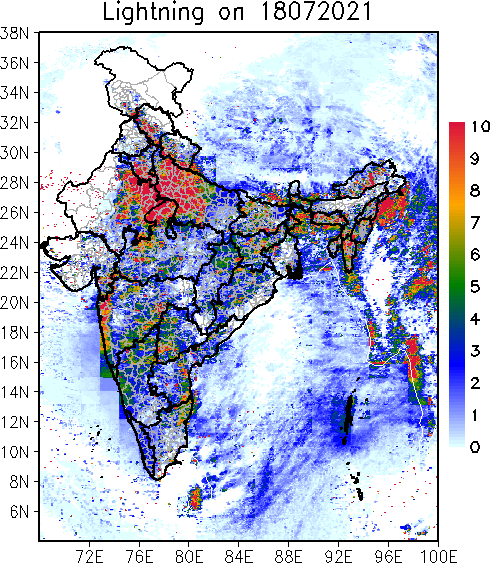 Lightning on 18072021
38N
36N
34N
32N
30N
28N
26N
24N
22N
20N
18N
16N
14N
12N
10N
8N
6N
72E 76E 80E 84E 88E 92E 96E 100E
10
9
8
7
6
5
4
3
2
1
0